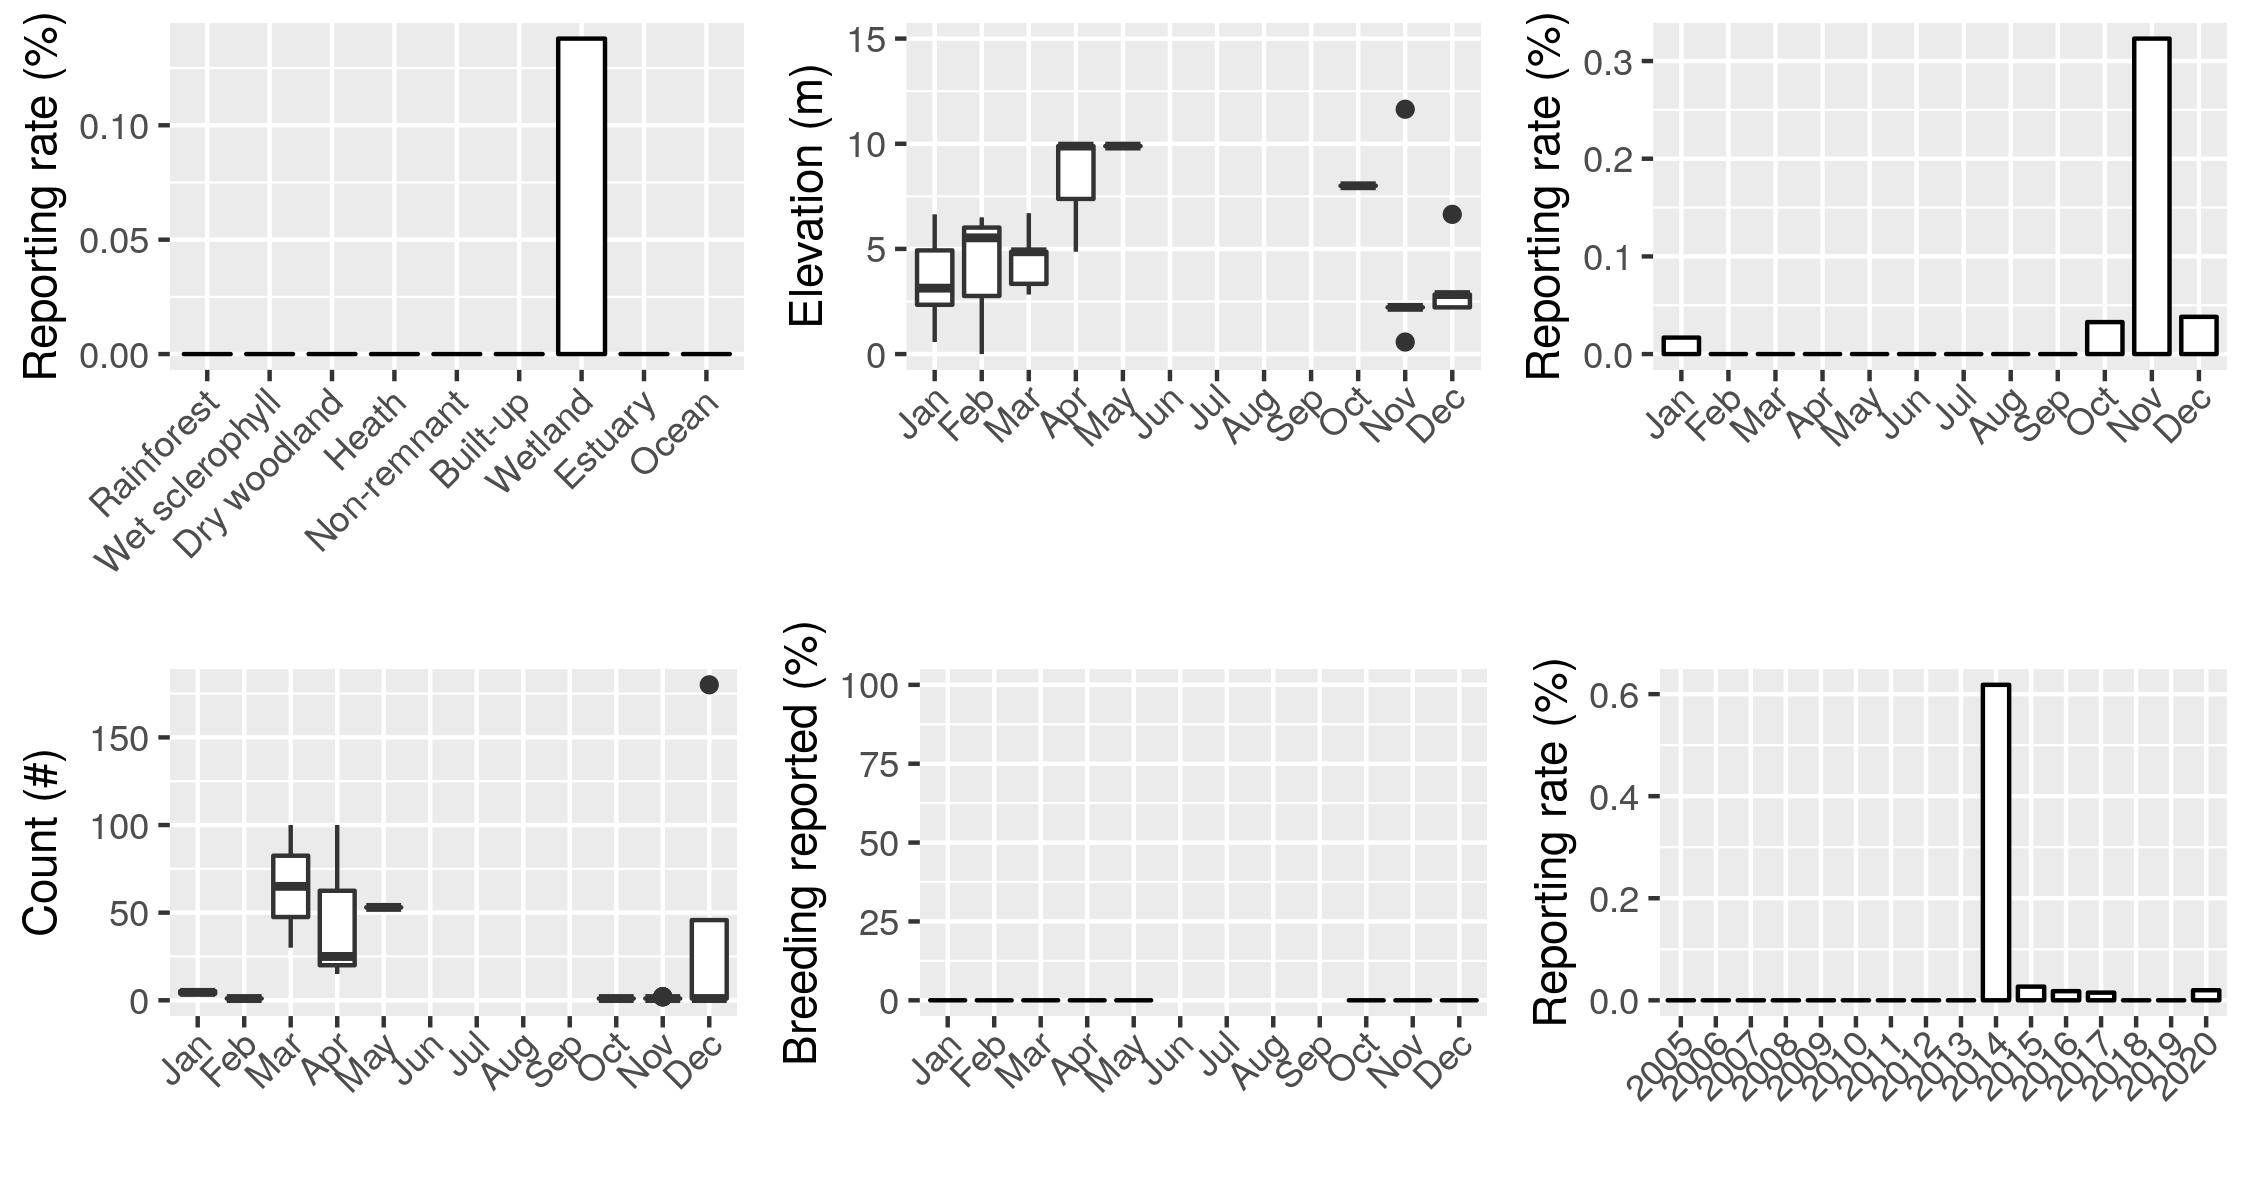 Reporting rate (%)
0.10
0.05
0.00
Rainforest
Wet sclerophyll
Dry woodland
Heath
Non-remnant
Built-up
Wetland
Estuary
Ocean
Elevation (m)
15
10
5
0
Jan
Feb
Mar
Apr
May
Jun
Jul
Aug
Sep
Oct
Nov
Dec
Reporting rate (%)
0.3
0.2
0.1
0.0
Jan
Feb
Mar
Apr
May
Jun
Jul
Aug
Sep
Oct
Nov
Dec
Count (#)
150
100
50
0
Jan
Feb
Mar
Apr
May
Jun
Jul
Aug
Sep
Oct
Nov
Dec
Breeding reported (%)
100
75
50
25
0
Jan
Feb
Mar
Apr
May
Jun
Jul
Aug
Sep
Oct
Nov
Dec
Reporting rate (%)
0.6
0.4
0.2
0.0
2005
2006
2007
2008
2009
2010
2011
2012
2013
2014
2015
2016
2017
2018
2019
2020